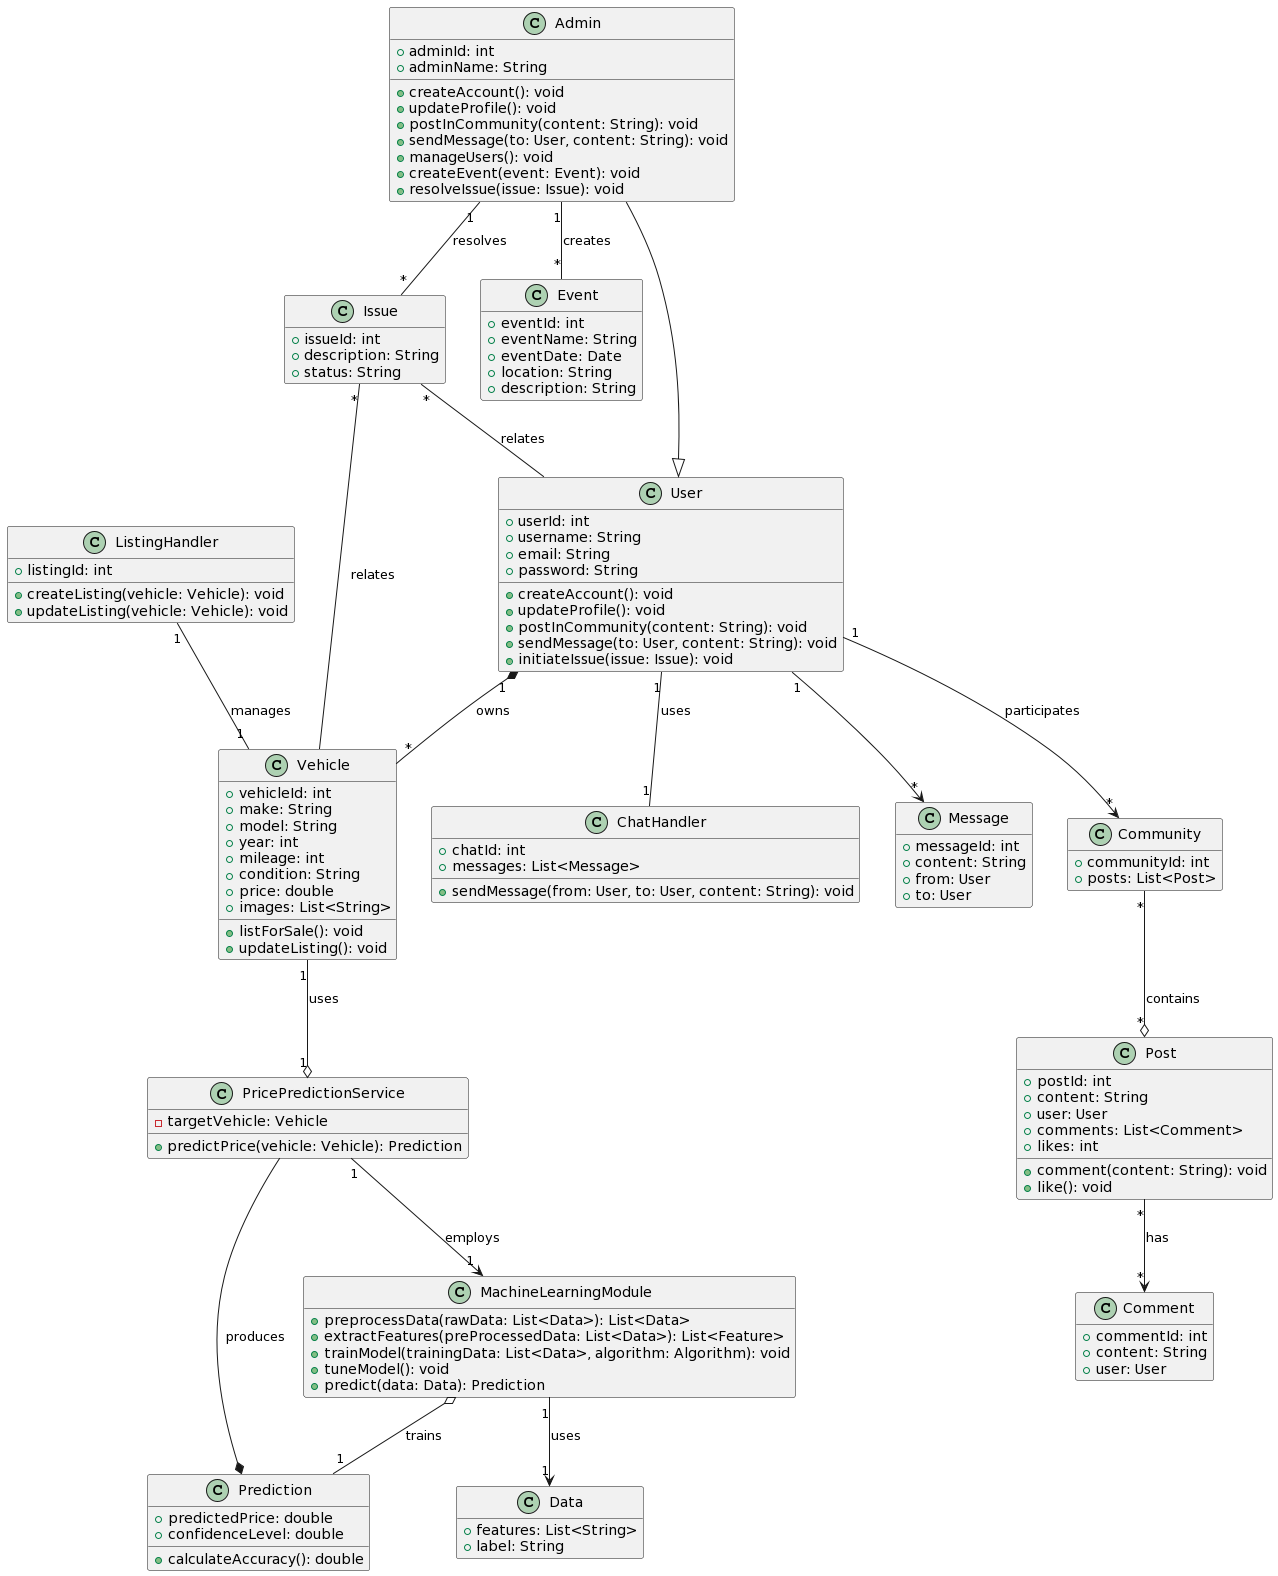 C Admin
adminId: int
adminName: String
createAccount(): void
updateProfile(): void
postInCommunity(content: String): void
sendMessage(to: User, content: String): void
manageUsers(): void
createEvent(event: Event): void
resolveIssue(issue: Issue): void
1
1
resolves
creates
*
*
C Issue
issueId: int
description: String
status: String
C Event
eventId: int
eventName: String
eventDate: Date
location: String
description: String
*
*
relates
relates
C ListingHandler
listingId: int
createListing(vehicle: Vehicle): void
updateListing(vehicle: Vehicle): void
C User
userId: int
username: String
email: String
password: String
createAccount(): void
updateProfile(): void
postInCommunity(content: String): void
sendMessage(to: User, content: String): void
initiateIssue(issue: Issue): void
1
manages
1
1
owns
*
1
uses
1
1
*
1
participates
*
C Vehicle
vehicleId: int
make: String
model: String
year: int
mileage: int
condition: String
price: double
images: List<String>
listForSale(): void
updateListing(): void
C ChatHandler
chatId: int
messages: List<Message>
sendMessage(from: User, to: User, content: String): void
C Message
messageId: int
content: String
from: User
to: User
C Community
communityId: int
posts: List<Post>
1
uses
1
*
contains
*
C PricePredictionService
targetVehicle: Vehicle
predictPrice(vehicle: Vehicle): Prediction
C Post
postId: int
content: String
user: User
comments: List<Comment>
likes: int
comment(content: String): void
like(): void
1
employs
1
*
has
*
produces
C MachineLearningModule
preprocessData(rawData: List<Data>): List<Data>
extractFeatures(preProcessedData: List<Data>): List<Feature>
trainModel(trainingData: List<Data>, algorithm: Algorithm): void
tuneModel(): void
predict(data: Data): Prediction
C Comment
commentId: int
content: String
user: User
trains
1
1
uses
1
C Prediction
predictedPrice: double
confidenceLevel: double
calculateAccuracy(): double
C Data
features: List<String>
label: String